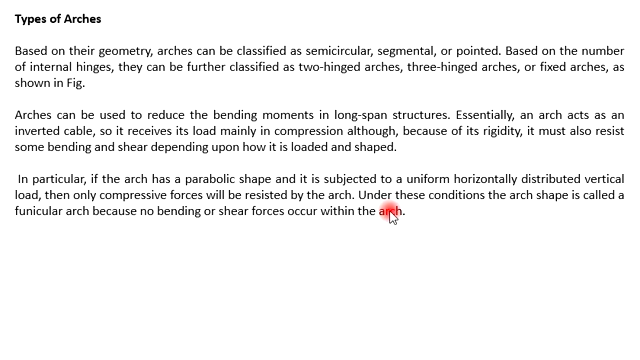 Types of Arches
Based on their geometry, arches can be classified as semicircular, segmental, or pointed. Based on the number
of internal hinges, they can be further classified as two-hinged arches, three-hinged arches, or fixed arches, as
shown in Fig.
Arches can be used to reduce the bending moments in long-span structures. Essentially, an arch acts as an
inverted cable, so it receives its load mainly in compression although, because of its rigidity, it must also resist
some bending and shear depending upon how it is loaded and shaped.
In particular, if the arch has a parabolic shape and it is subjected to a uniform horizontally distributed vertical
load, then only compressive forces will be resisted by the arch. Under these conditions the arch shape is called a
funicular arch because no bending or shear forces occur within the arch.